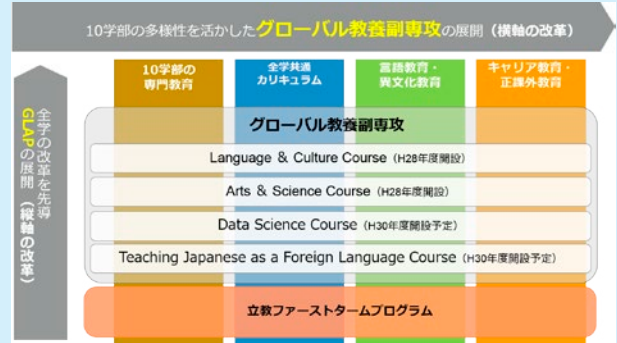 10学部の多様性を活かしたグローバル教養副専攻の展開（横軸の改革）
全学の改革を先導
GLAPの展開（縦軸の改革）
10学部の
専門教育
全学共通
カリキュラム
言語教育・
異文化教育
キャリア教育・
正課外教育
グローバル教養副専攻
Language & Culture Course (H28年度開設)
Arts & Science Course (H28年度開設)
Data Science Course (H30年度開設予定)
Teaching Japanese as a Foreign Language Course (H30年度開設予定)
立教ファーストタームプログラム